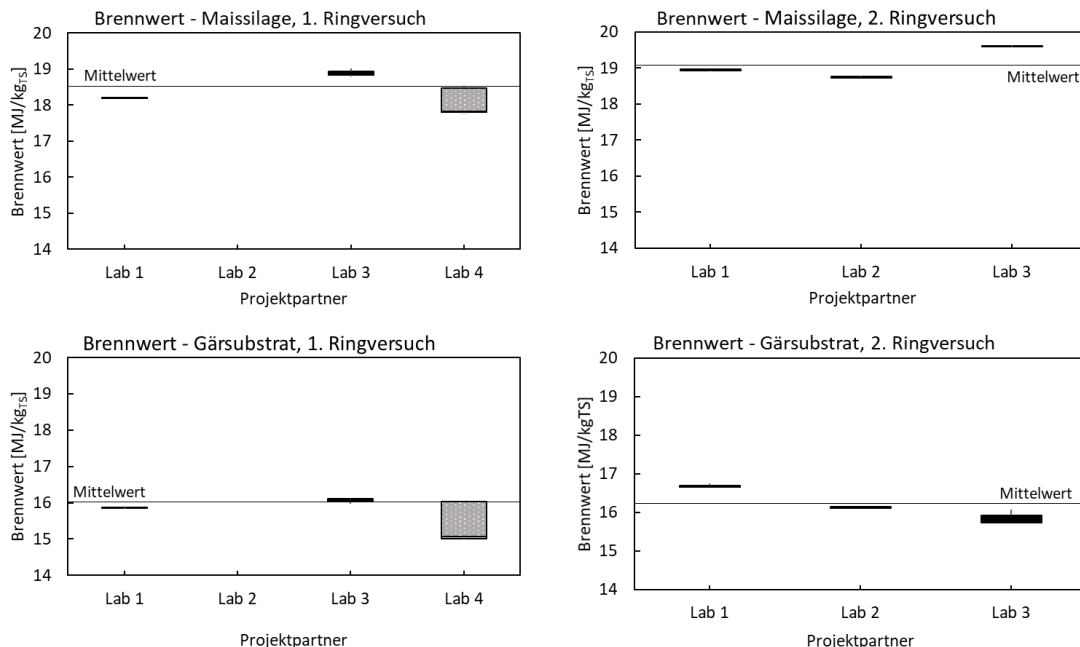 Brennwert - Maissilage, 1. Ringversuch
20
19
18
17
16
15
14
Mittelwert
Brennwert [MJ/kgTS]
Lab 1 Lab 2 Lab 3 Lab 4
Projektpartner
Brennwert - Maissilage, 2. Ringversuch
20
19
18
17
16
15
14
Mittelwert
Brennwert [MJ/kgTS]
Lab 1 Lab 2 Lab 3
Projektpartner
Brennwert - Gärsubstrat, 1. Ringversuch
20
19
18
17
16
15
14
Mittelwert
Brennwert [MJ/kgTS]
Lab 1 Lab 2 Lab 3 Lab 4
Projektpartner
Brennwert - Gärsubstrat, 2. Ringversuch
20
19
18
17
16
15
14
Mittelwert
Brennwert [MJ/kgTS]
Lab 1 Lab 2 Lab 3
Projektpartner